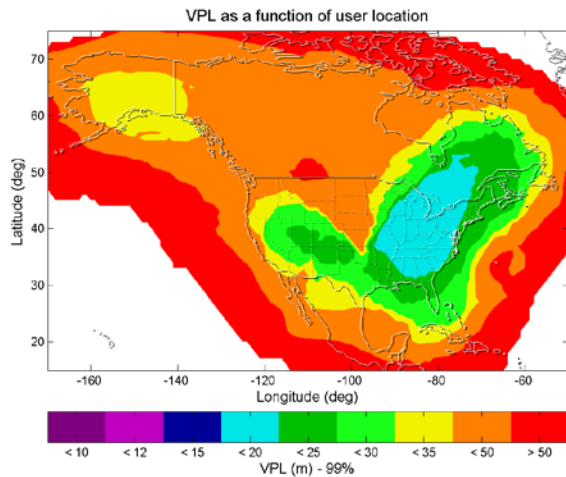 VPL as a function of user location
Latitude (deg)
70
60
50
40
30
20
-160 -140 -120 -100 -80 -60
Longitude (deg)
< 10 < 12 < 15 < 20 < 25 < 30 < 35 < 50 > 50
VPL (m) - 99%